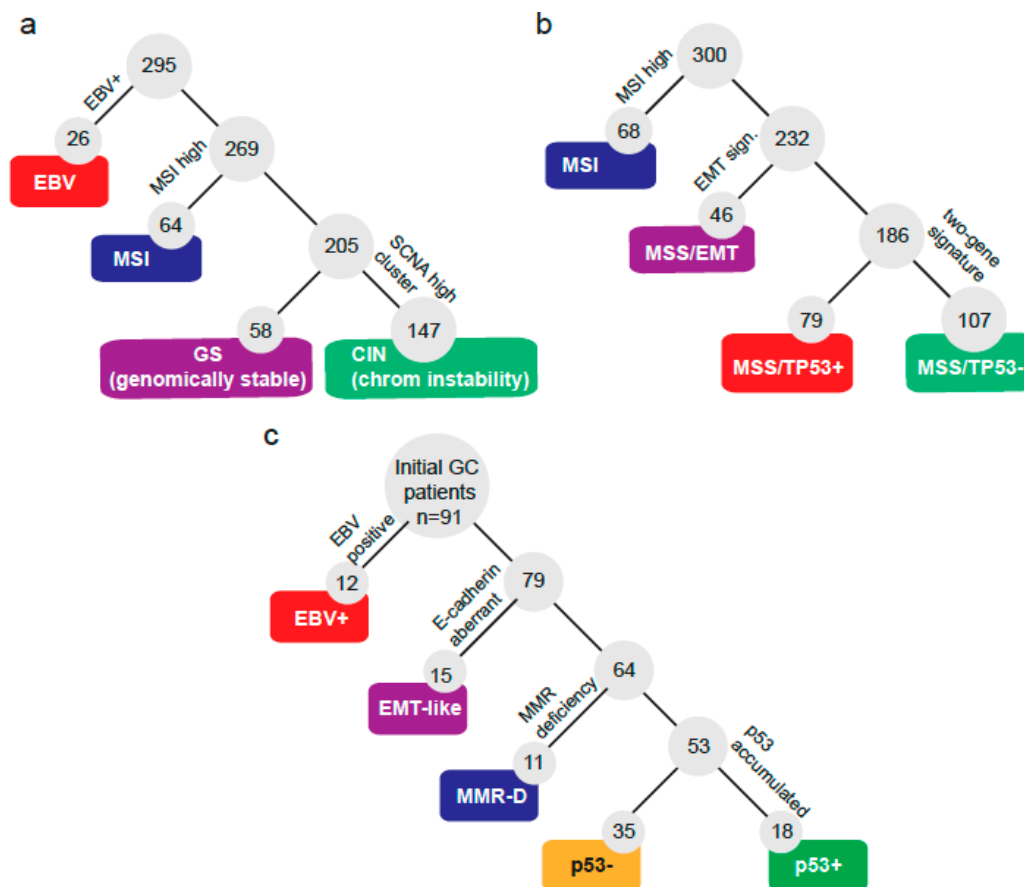 a
295
EBV+
26
EBV
269
MSI high
64
MSI
205
SCNA high
cluster
58
GS
(genomically stable)
147
CIN
(chrom instability)
b
300
MSI high
68
MSI
232
EMT sign.
46
MSS/EMT
186
two-gene
signature
79
MSS/TP53+
107
MSS/TP53-
c
Initial GC
patients
n=91
EBV
positive
12
EBV+
79
E-cadherin
aberrant
15
EMT-like
64
MMR
deficiency
11
MMR-D
53
p53
accumulated
35
p53-
18
p53+